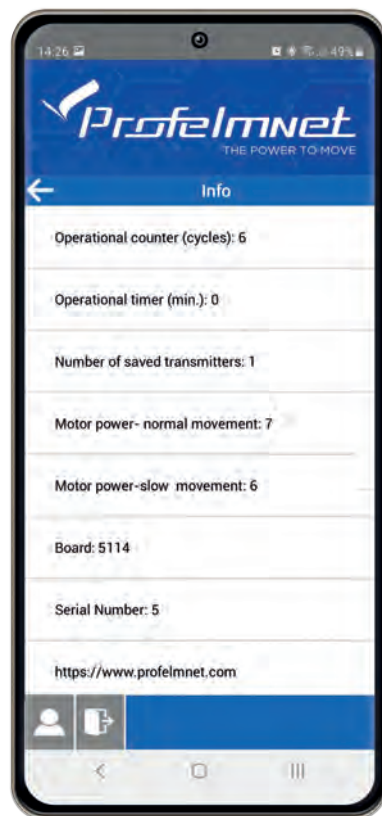 14:26 49%
Profelmnet
THE POWER TO MOVE
Info
Operational counter (cycles): 6
Operational timer (min.): 0
Number of saved transmitters: 1
Motor power- normal movement: 7
Motor power-slow movement: 6
Board: 5114
Serial Number: 5
https://www.profelmnet.com